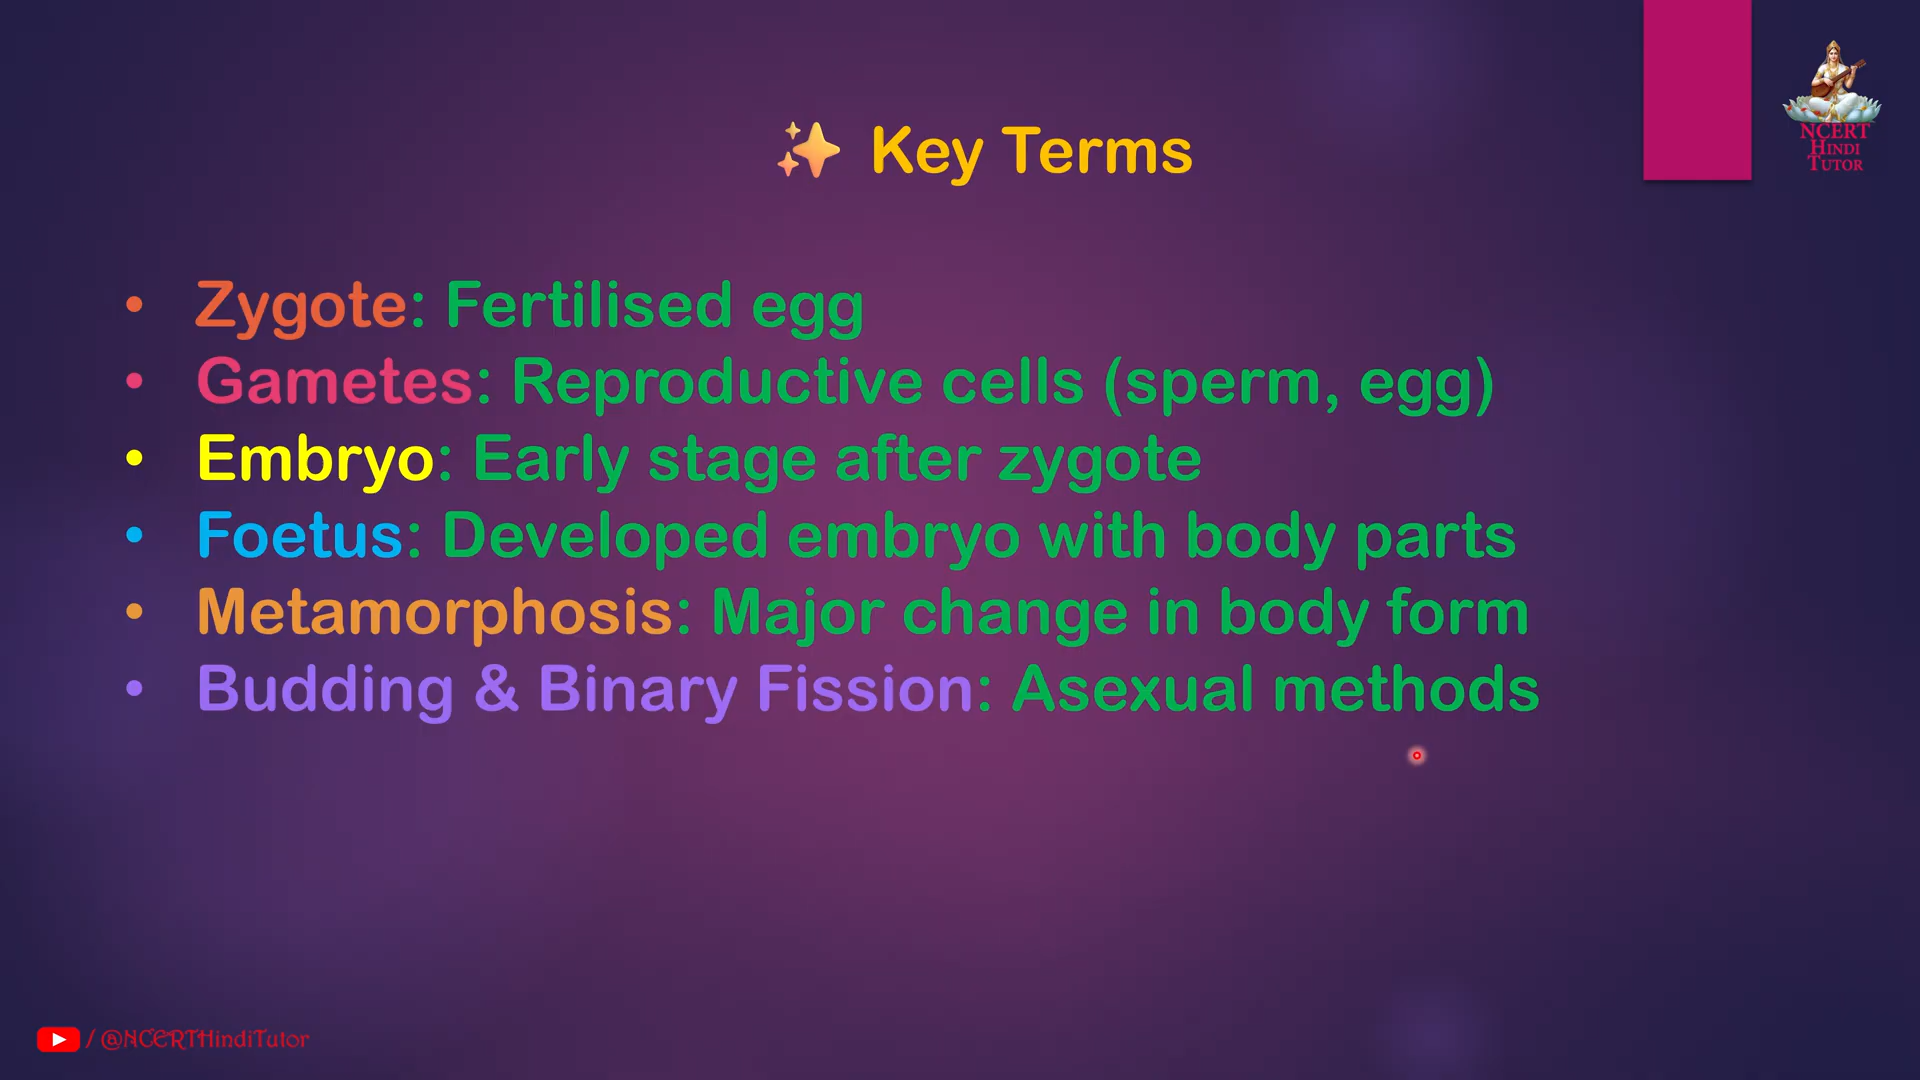 ✨ Key Terms
NCERT
HINDI
TUTOR
• Zygote: Fertilised egg
• Gametes: Reproductive cells (sperm, egg)
• Embryo: Early stage after zygote
• Foetus: Developed embryo with body parts
• Metamorphosis: Major change in body form
• Budding & Binary Fission: Asexual methods
/ @NCERTHindiTutor